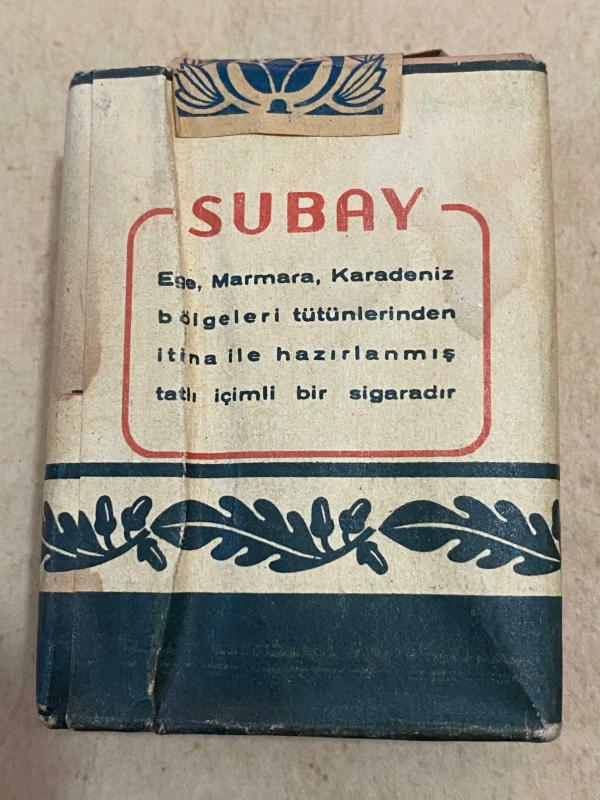 SUBAY
Ege, Marmara, Karadeniz
bölgeleri tütünlerinden
itina ile hazırlanmış
tatlı içimli bir sigaradır